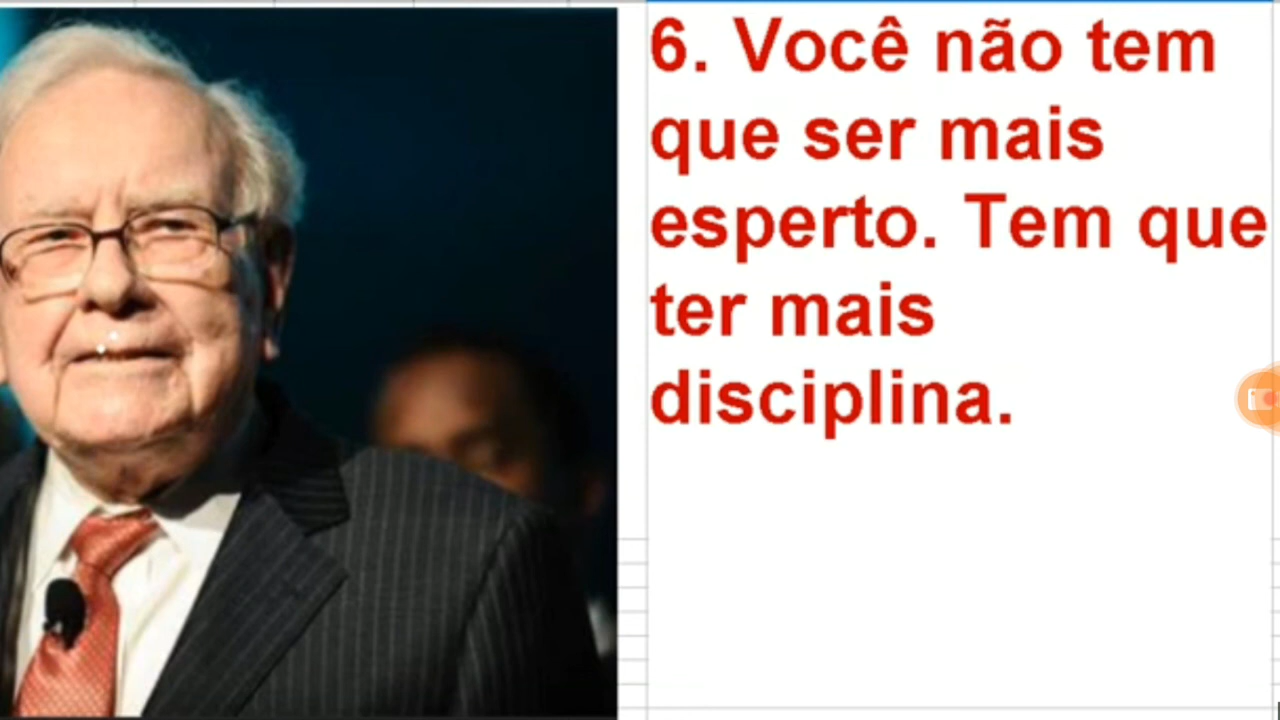 6. Você não tem
que ser mais
esperto. Tem que
ter mais
disciplina.